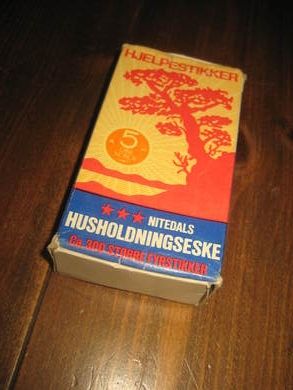 HJELPESTIKKER
5
★★★ NITEDALS
HUSHOLDNINGSESKE
Ca. 300 STØRRE FYRSTIKKER